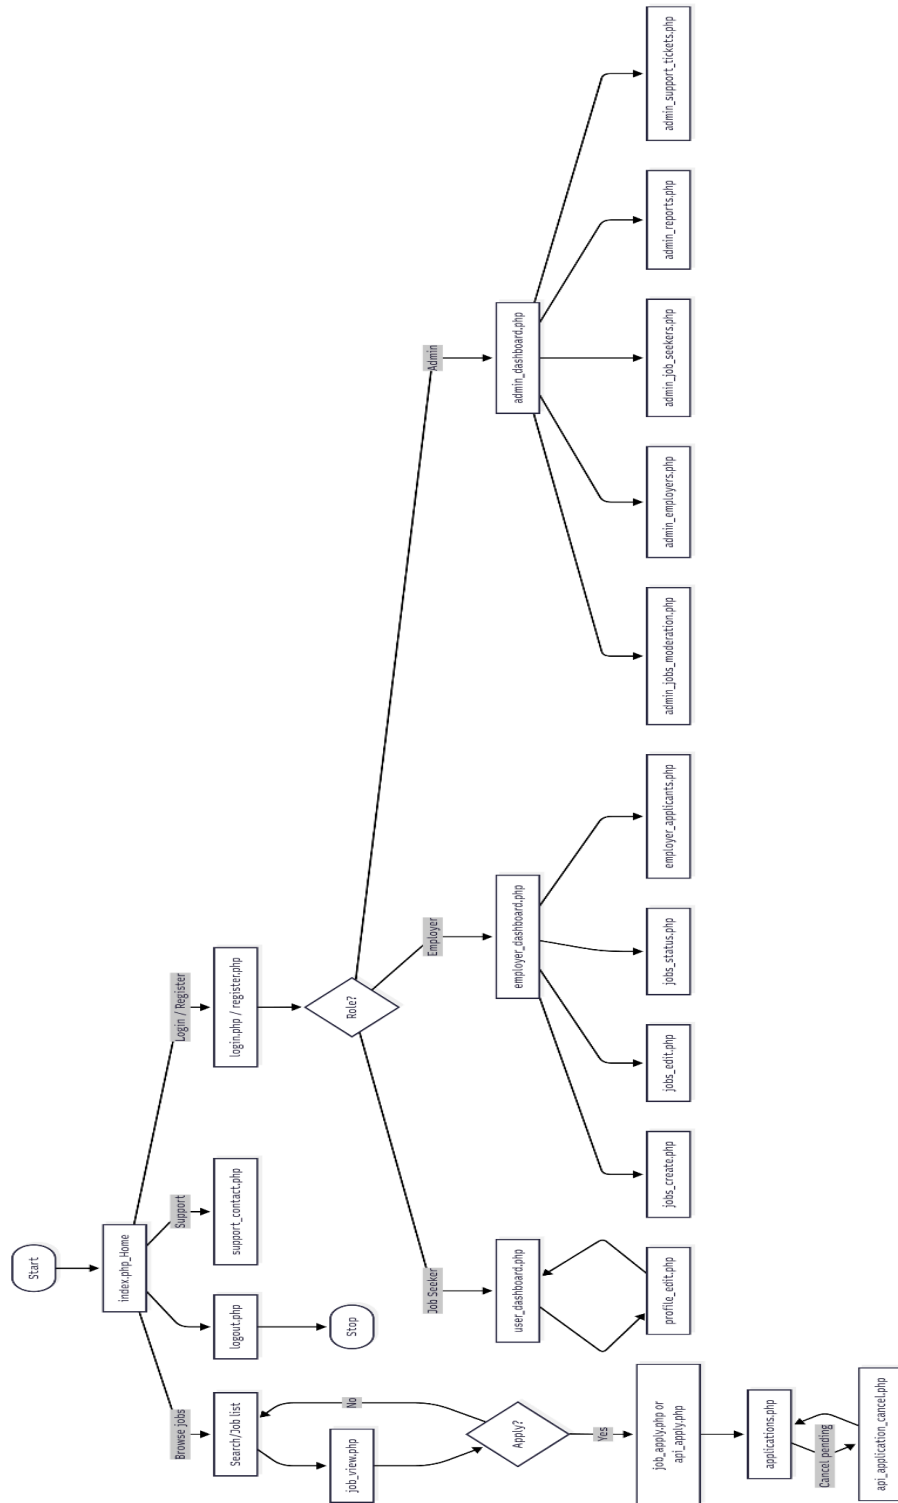 Start
index.php_Home
Browse jobs
Support
Login / Register
Search/Job list
logout.php
support_contact.php
login.php / register.php
job_view.php
Stop
Role?
No
Job Seeker
Employer
Admin
Apply?
user_dashboard.php
employer_dashboard.php
admin_dashboard.php
Yes
job_apply.php or
api_apply.php
profile_edit.php
jobs_create.php
jobs_edit.php
jobs_status.php
employer_applicants.php
admin_jobs_moderation.php
admin_employers.php
admin_job_seekers.php
admin_reports.php
admin_support_tickets.php
applications.php
Cancel pending
api_application_cancel.php